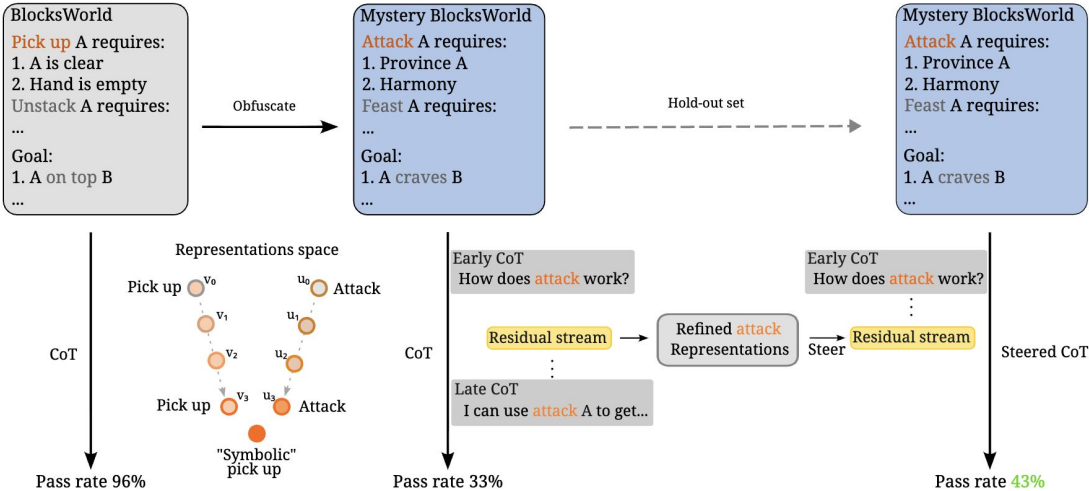 BlocksWorld
Pick up A requires:
1. A is clear
2. Hand is empty
Unstack A requires:
...
Goal:
1. A on top B
...
Obfuscate
Mystery BlocksWorld
Attack A requires:
1. Province A
2. Harmony
Feast A requires:
...
Goal:
1. A craves B
...
Hold-out set
Mystery BlocksWorld
Attack A requires:
1. Province A
2. Harmony
Feast A requires:
...
Goal:
1. A craves B
...
CoT
Pass rate 96%
Representations space
Pick up v₀ u₀ Attack
v₁ u₁
v₂ u₂
Pick up v₃ u₃ Attack
"Symbolic"
pick up
CoT
Pass rate 33%
Early CoT
How does attack work?
Residual stream
Late CoT
I can use attack A to get...
Refined attack
Representations
Steer
Early CoT
How does attack work?
Residual stream
Steered CoT
Pass rate 43%